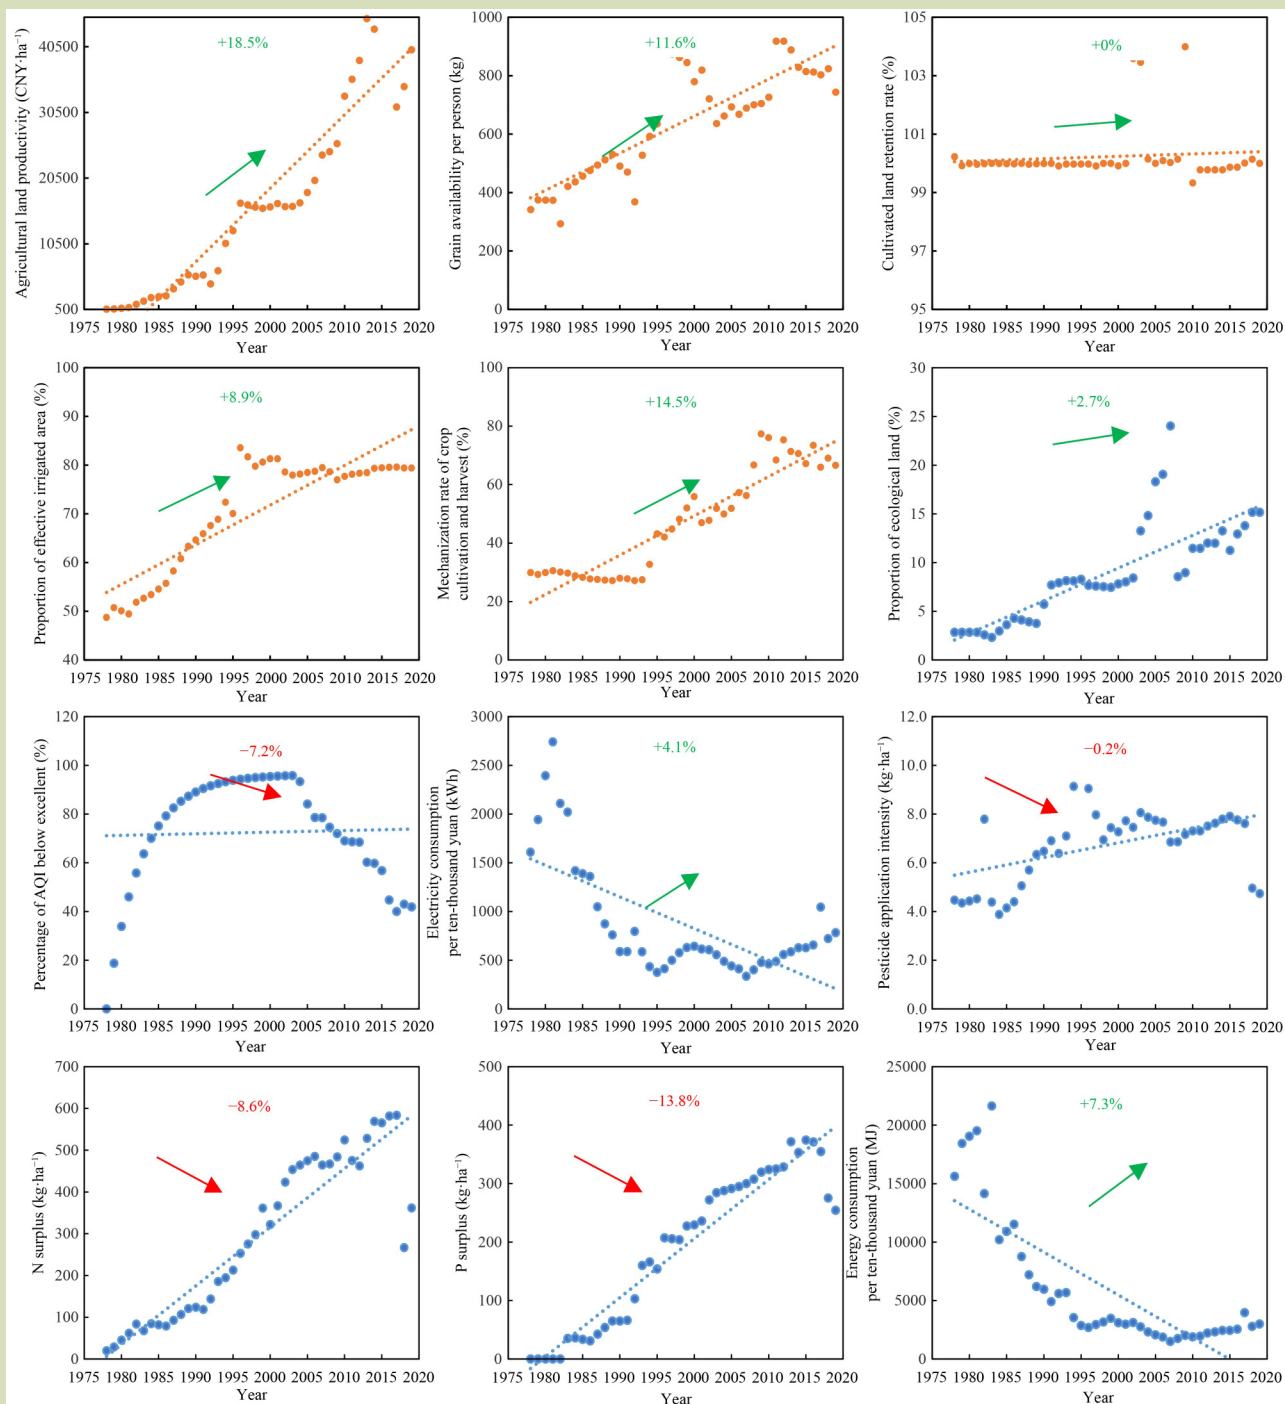 Agricultural land productivity (CNY·ha⁻¹)
40500
30500
20500
10500
500
+18.5%
1975 1980 1985 1990 1995 2000 2005 2010 2015 2020
Year
Grain availability per person (kg)
1000
800
600
400
200
0
+11.6%
1975 1980 1985 1990 1995 2000 2005 2010 2015 2020
Year
Cultivated land retention rate (%)
105
103
101
99
97
95
+0%
1975 1980 1985 1990 1995 2000 2005 2010 2015 2020
Year
Proportion of effective irrigated area (%)
100
90
80
70
60
50
40
+8.9%
1975 1980 1985 1990 1995 2000 2005 2010 2015 2020
Year
Mechanization rate of crop
cultivation and harvest (%)
100
80
60
40
20
0
+14.5%
1975 1980 1985 1990 1995 2000 2005 2010 2015 2020
Year
Proportion of ecological land (%)
30
25
20
15
10
5
0
+2.7%
1975 1980 1985 1990 1995 2000 2005 2010 2015 2020
Year
Percentage of AQI below excellent (%)
120
100
80
60
40
20
0
−7.2%
1975 1980 1985 1990 1995 2000 2005 2010 2015 2020
Year
Electricity consumption
per ten-thousand yuan (kWh)
3000
2500
2000
1500
1000
500
0
+4.1%
1975 1980 1985 1990 1995 2000 2005 2010 2015 2020
Year
Pesticide application intensity (kg·ha⁻¹)
12.0
10.0
8.0
6.0
4.0
2.0
0.0
−0.2%
1975 1980 1985 1990 1995 2000 2005 2010 2015 2020
Year
N surplus (kg·ha⁻¹)
700
600
500
400
300
200
100
0
−8.6%
1975 1980 1985 1990 1995 2000 2005 2010 2015 2020
Year
P surplus (kg·ha⁻¹)
500
400
300
200
100
0
−13.8%
1975 1980 1985 1990 1995 2000 2005 2010 2015 2020
Year
Energy consumption
per ten-thousand yuan (MJ)
25000
20000
15000
10000
5000
0
+7.3%
1975 1980 1985 1990 1995 2000 2005 2010 2015 2020
Year